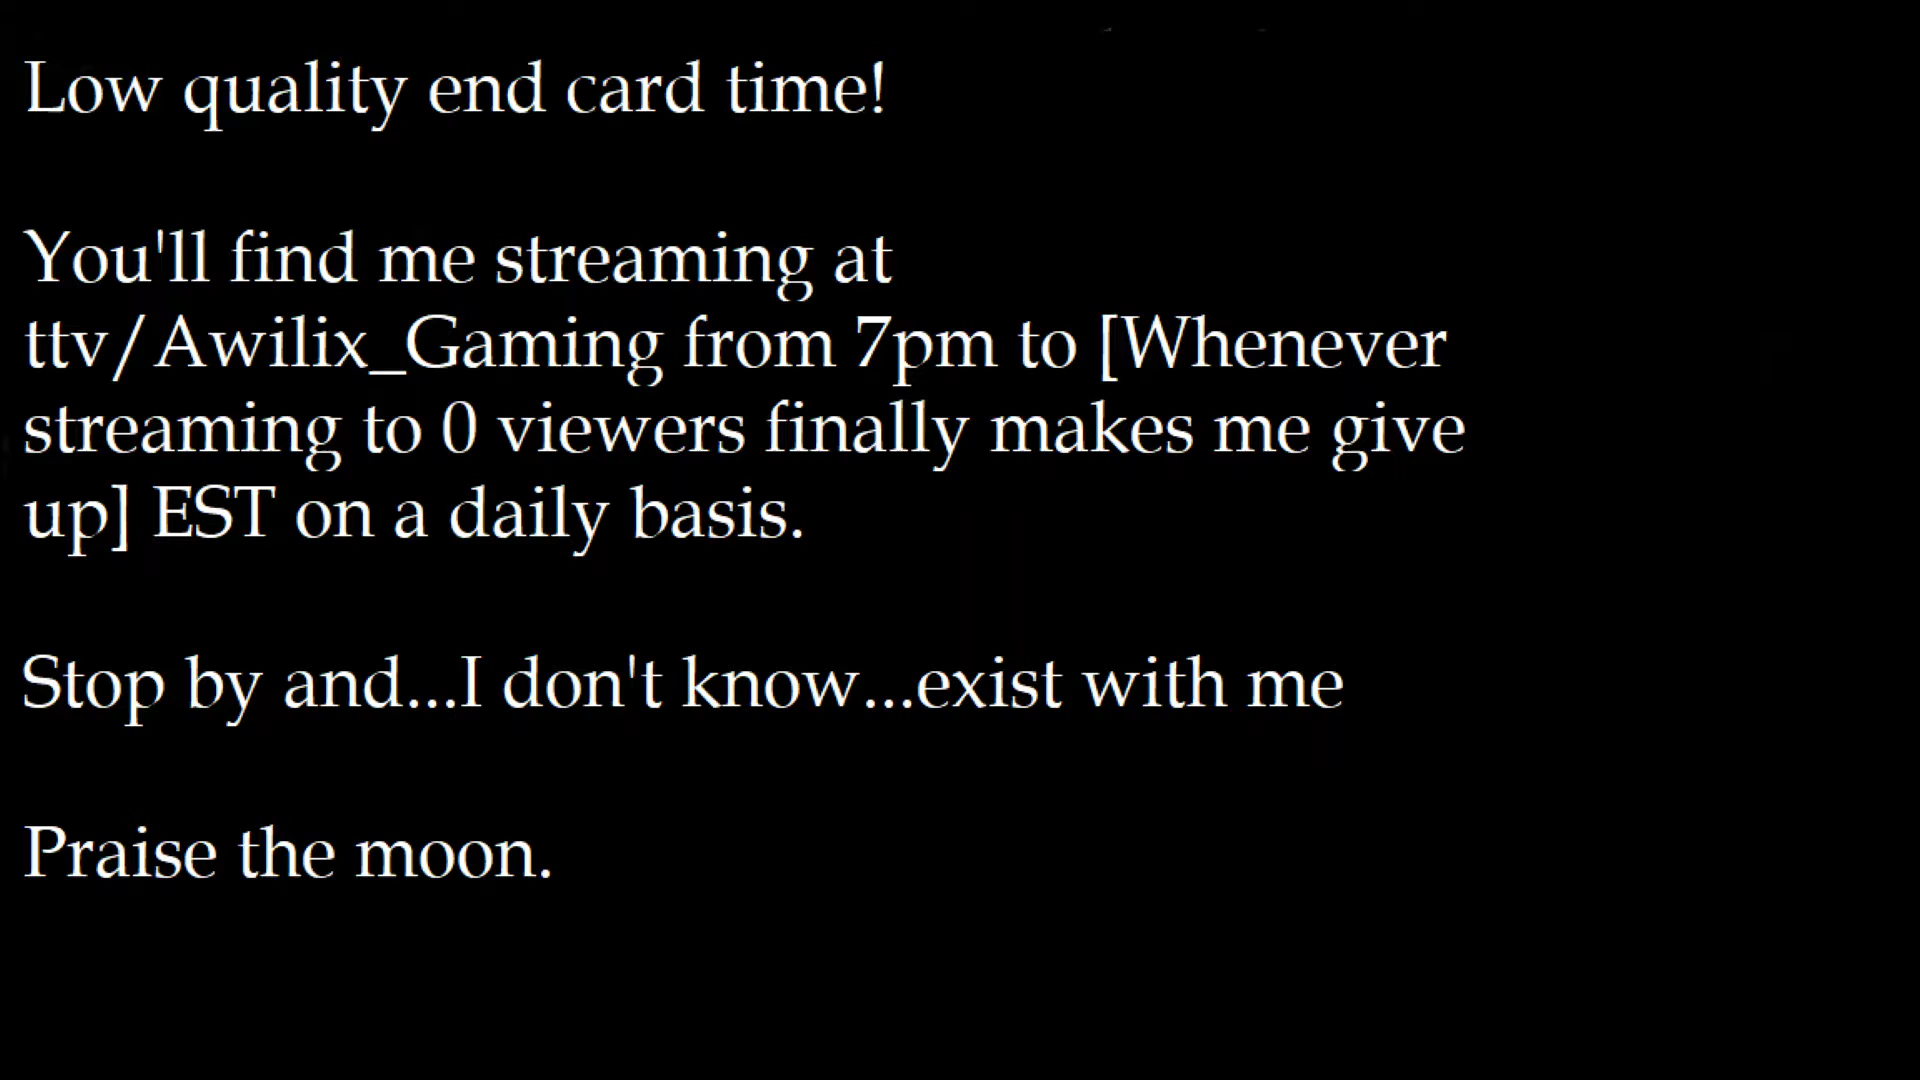 Low quality end card time!
You'll find me streaming at
ttv/Awilix_Gaming from 7pm to [Whenever
streaming to 0 viewers finally makes me give
up] EST on a daily basis.
Stop by and...I don't know...exist with me
Praise the moon.